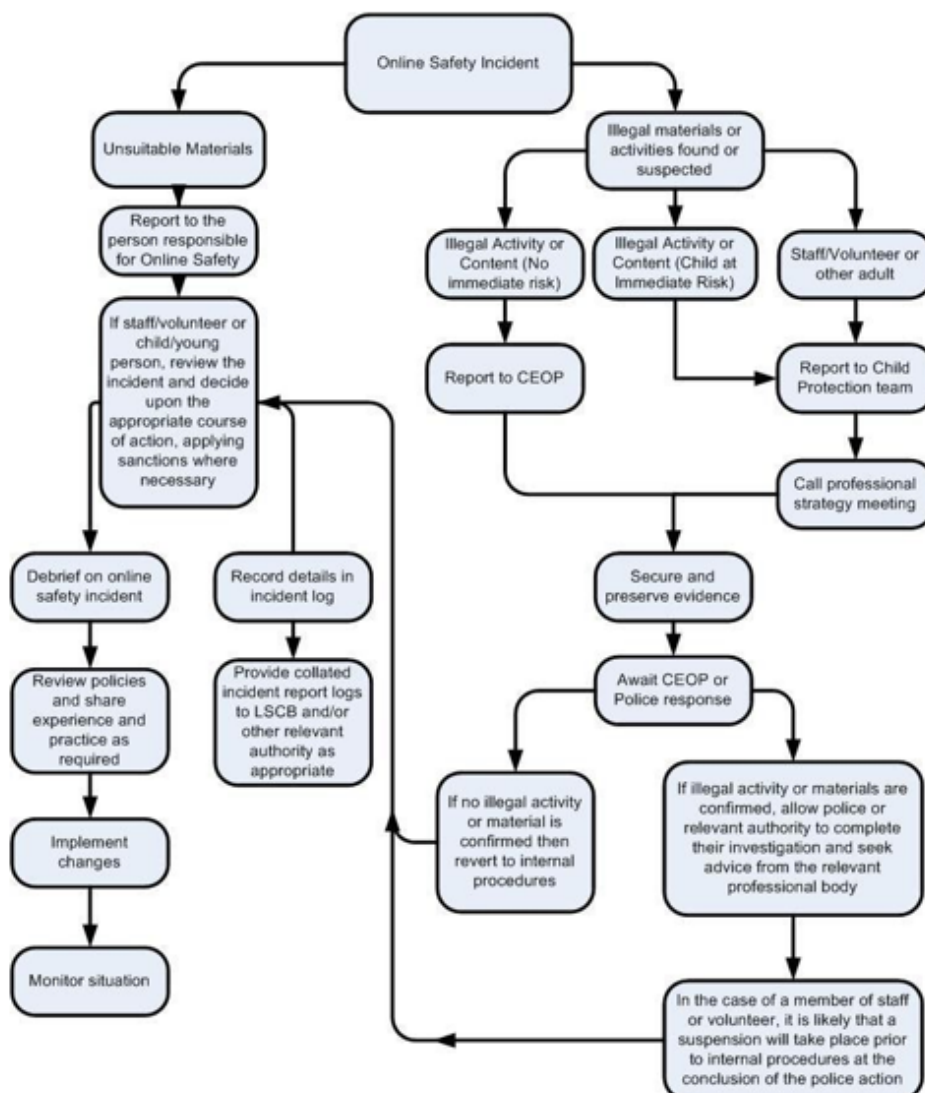 Online Safety Incident
Unsuitable Materials
Report to the
person responsible
for Online Safety
If staff/volunteer or
child/young
person, review the
incident and decide
upon the
appropriate course
of action, applying
sanctions where
necessary
Debrief on online
safety incident
Review policies
and share
experience and
practice as
required
Implement
changes
Monitor situation
Record details in
incident log
Provide collated
incident report logs
to LSCB and/or
other relevant
authority as
appropriate
Illegal materials or
activities found or
suspected
Illegal Activity or
Content (No
immediate risk)
Illegal Activity or
Content (Child at
Immediate Risk)
Staff/Volunteer or
other adult
Report to CEOP
Report to Child
Protection team
Call professional
strategy meeting
Secure and
preserve evidence
Await CEOP or
Police response
If no illegal activity
or material is
confirmed then
revert to internal
procedures
If illegal activity or materials are
confirmed, allow police or
relevant authority to complete
their investigation and seek
advice from the relevant
professional body
In the case of a member of staff
or volunteer, it is likely that a
suspension will take place prior
to internal procedures at the
conclusion of the police action